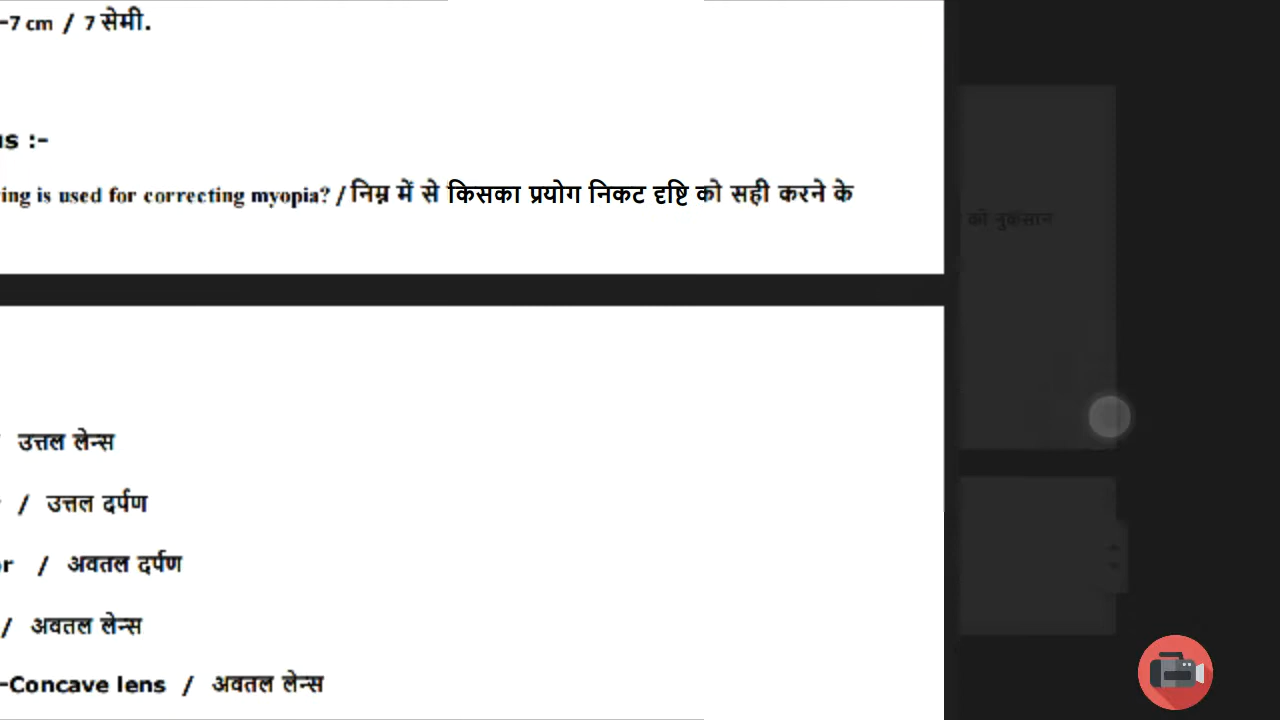 -7 cm / 7 सेमी.
us :-
ing is used for correcting myopia? / निम्न में से किसका प्रयोग निकट दृष्टि को सही करने के
को नुकसान
उत्तल लेन्स
/ उत्तल दर्पण
or / अवतल दर्पण
/ अवतल लेन्स
-Concave lens / अवतल लेन्स